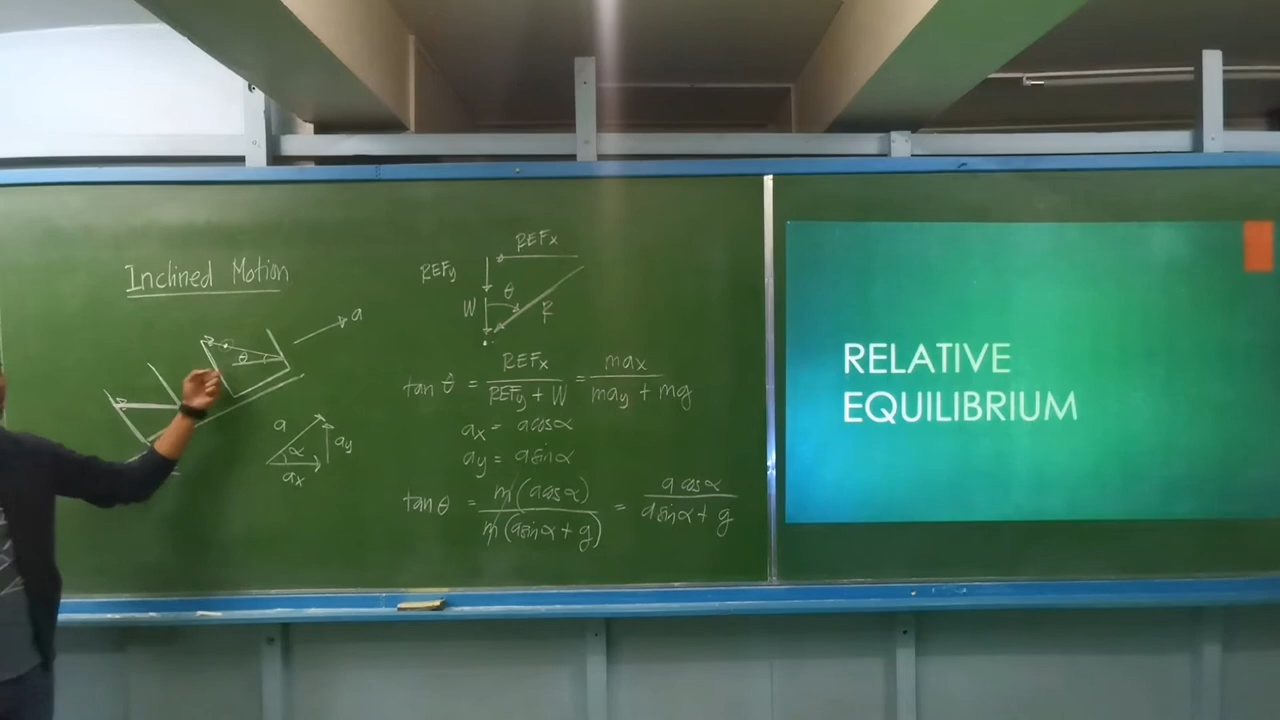 Inclined Motion
a
θ
a
α
ay
ax
REFx
REFy
W
θ
R
tan θ = REFx / REFy + W = max / may + mg
ax = a cos α
ay = a sin α
tan θ = m(a cos α) / m(a sin α + g) = a cos α / a sin α + g
RELATIVE
EQUILIBRIUM